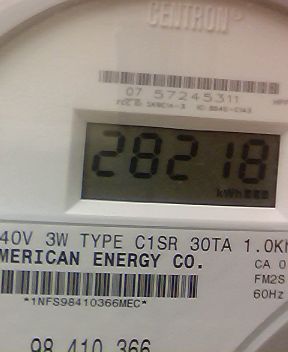 CENTRON®
07 57245311
28218
kWh
40V 3W TYPE C1SR 30TA 1.0K
MERICAN ENERGY CO.
CA 0
FM2S
60Hz
*1NFS98410366MEC*
98 410 366